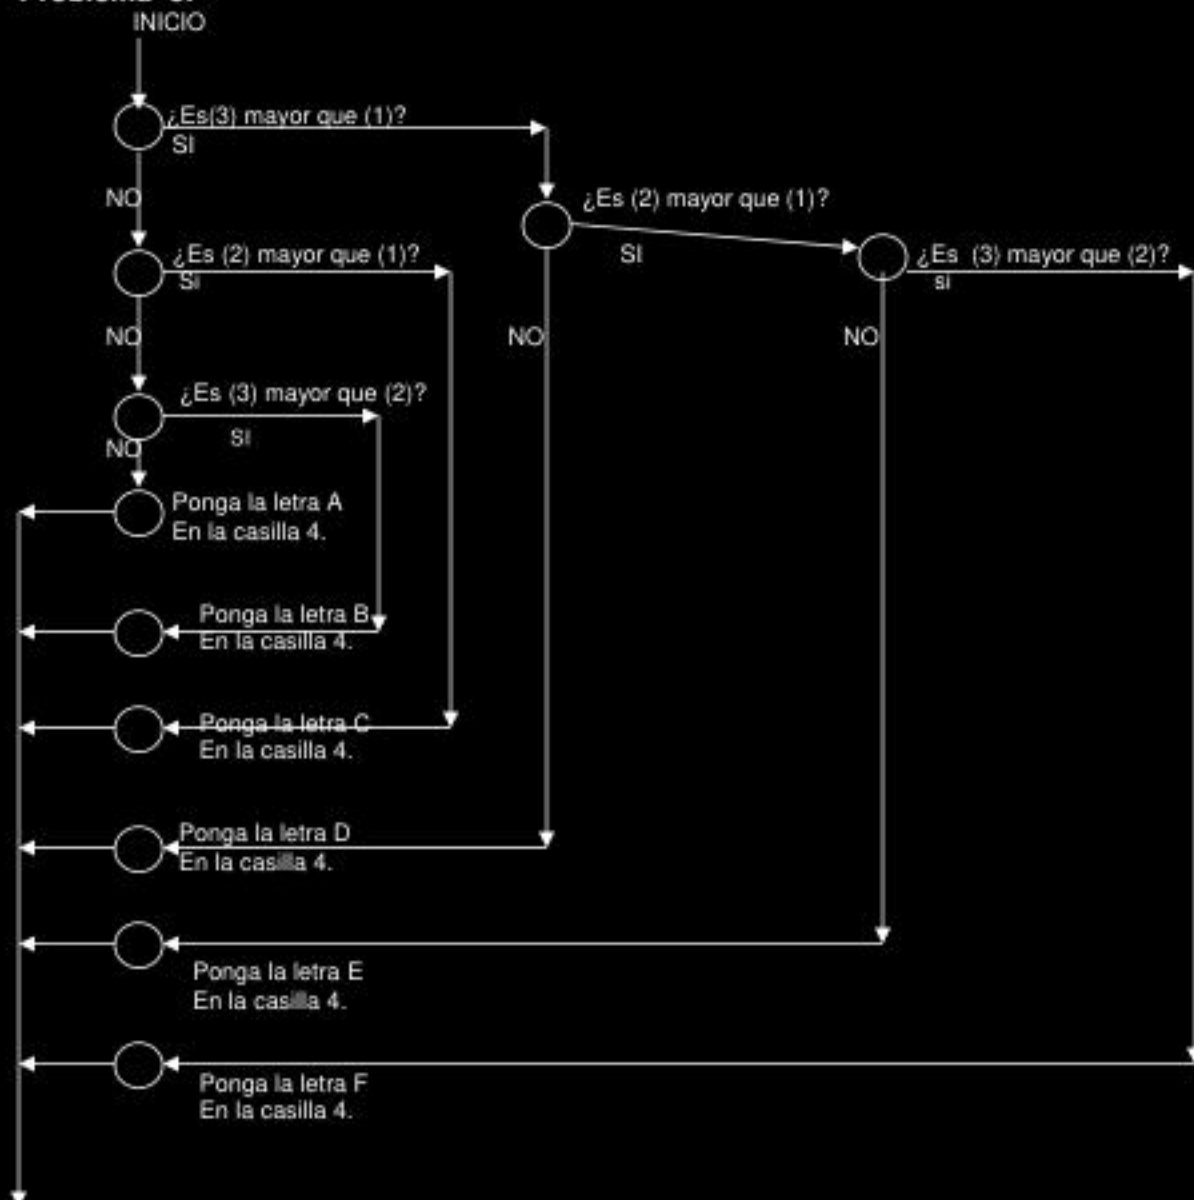 INICIO
¿Es(3) mayor que (1)?
SI
NO
¿Es (2) mayor que (1)?
SI
¿Es (2) mayor que (1)?
Si
¿Es (3) mayor que (2)?
si
NO
NO
NO
¿Es (3) mayor que (2)?
SI
NO
Ponga la letra A
En la casilla 4.
Ponga la letra B
En la casilla 4.
Ponga la letra C
En la casilla 4.
Ponga la letra D
En la casilla 4.
Ponga la letra E
En la casilla 4.
Ponga la letra F
En la casilla 4.